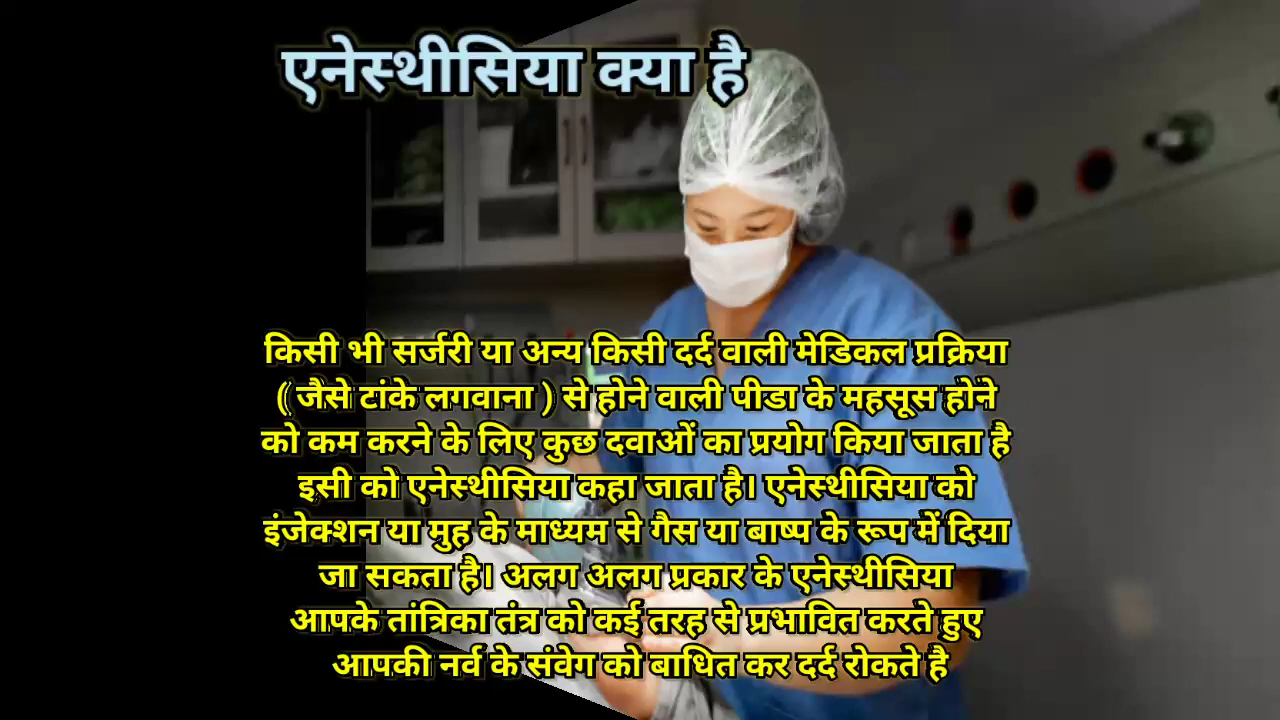 एनेस्थीसिया क्या है
किसी भी सर्जरी या अन्य किसी दर्द वाली मेडिकल प्रक्रिया
( जैसे टांके लगवाना ) से होने वाली पीडा के महसूस होने
को कम करने के लिए कुछ दवाओं का प्रयोग किया जाता है
इसी को एनेस्थीसिया कहा जाता है। एनेस्थीसिया को
इंजेक्शन या मुह के माध्यम से गैस या बाष्प के रूप में दिया
जा सकता है। अलग अलग प्रकार के एनेस्थीसिया
आपके तांत्रिका तंत्र को कई तरह से प्रभावित करते हुए
आपकी नर्व के संवेग को बाधित कर दर्द रोकते है